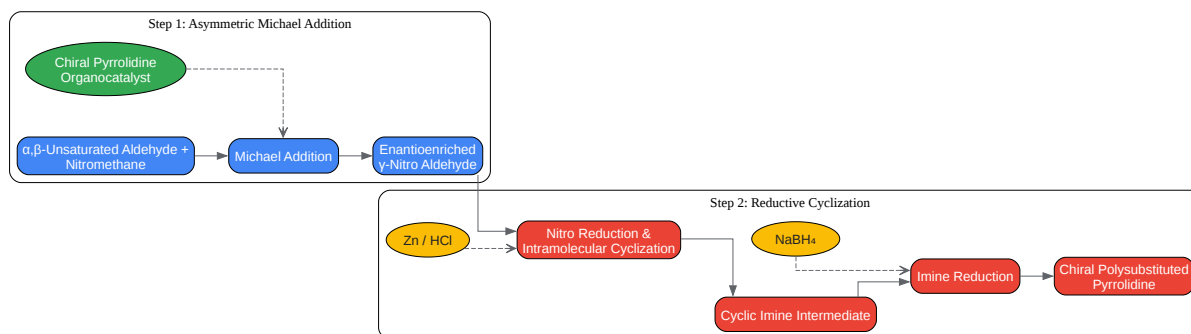 Step 1: Asymmetric Michael Addition
Chiral Pyrrolidine
Organocatalyst
α,β-Unsaturated Aldehyde +
Nitromethane
Michael Addition
Enantioenriched
γ-Nitro Aldehyde
Step 2: Reductive Cyclization
Zn / HCl
Nitro Reduction &
Intramolecular Cyclization
NaBH₄
Imine Reduction
Chiral Polysubstituted
Pyrrolidine
Cyclic Imine Intermediate